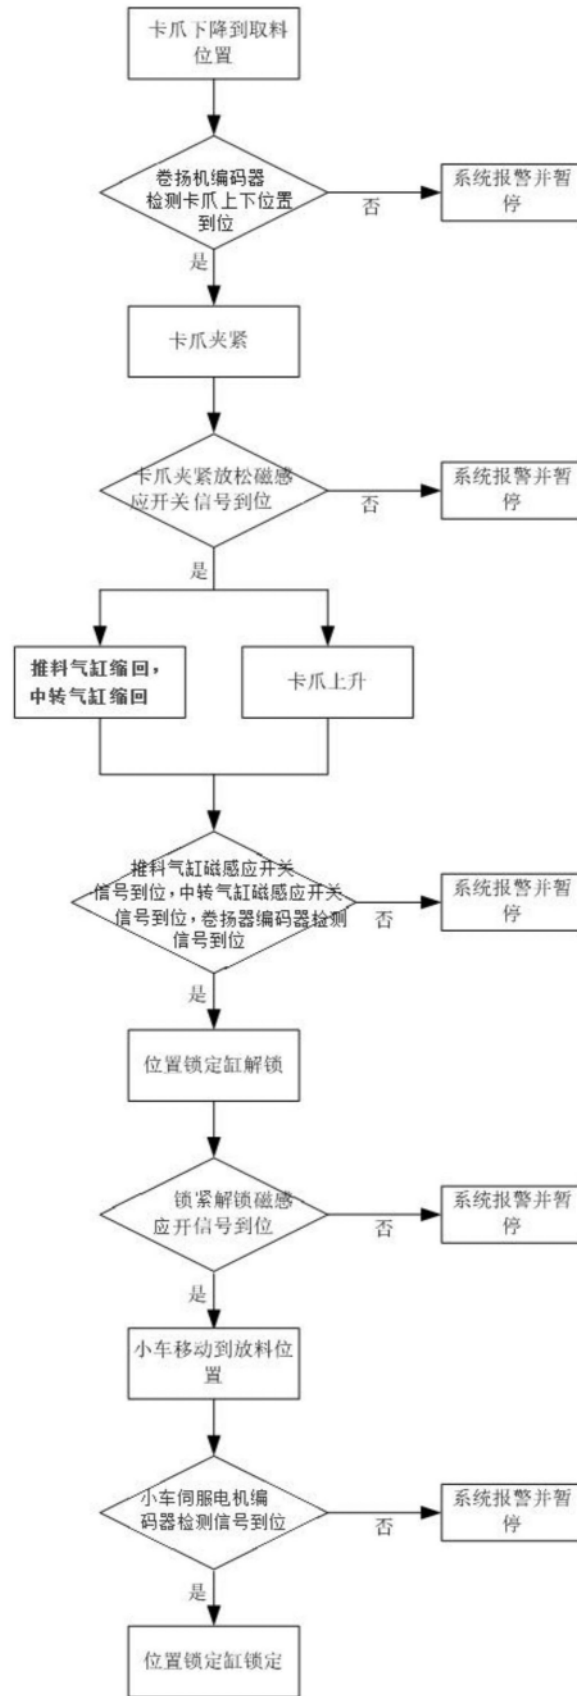 卡爪下降到取料
位置
卷扬机编码器
检测卡爪上下位置
到位
否
系统报警并暂
停
是
卡爪夹紧
卡爪夹紧放松磁感
应开关信号到位
否
系统报警并暂
停
是
推料气缸缩回，
中转气缸缩回
卡爪上升
推料气缸磁感应开关
信号到位，中转气缸磁感应开关
信号到位，卷扬器编码器检测
信号到位
否
系统报警并暂
停
是
位置锁定缸解锁
锁紧解锁磁感
应开信号到位
否
系统报警并暂
停
是
小车移动到放料位
置
小车伺服电机编
码器检测信号到位
否
系统报警并暂
停
是
位置锁定缸锁定